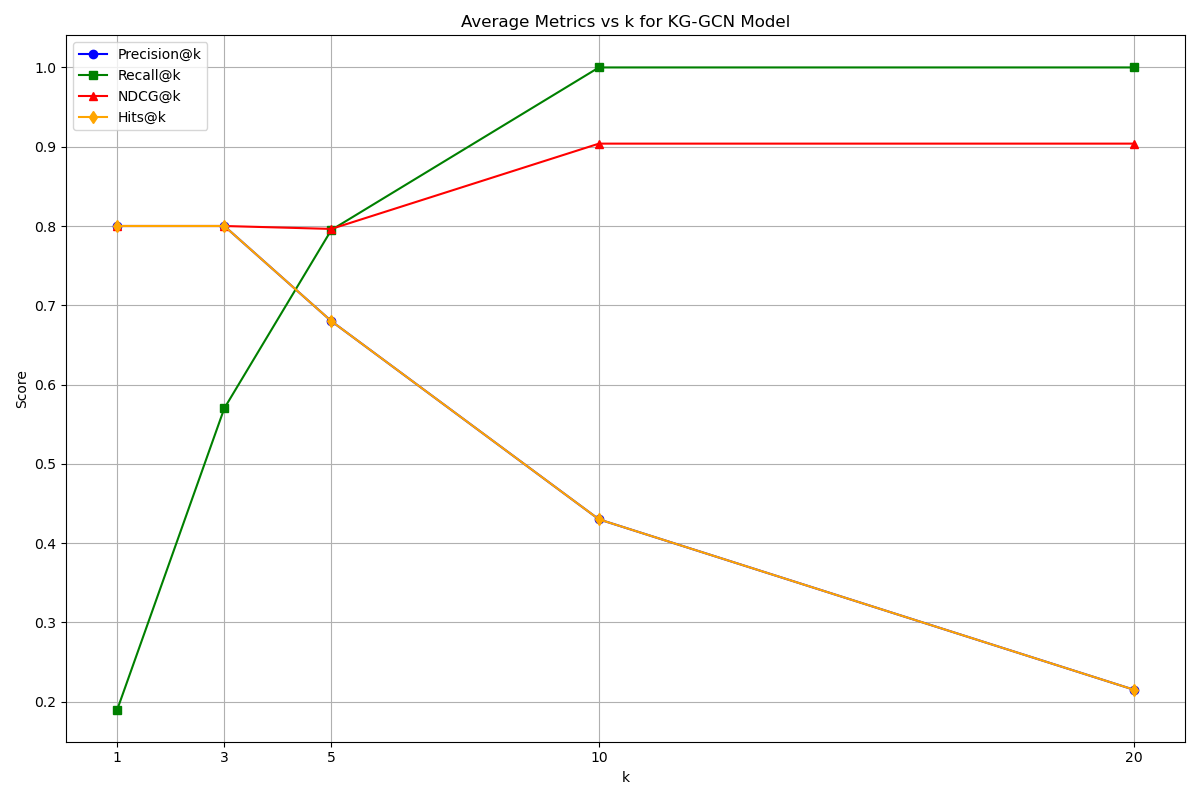 Average Metrics vs k for KG-GCN Model
Precision@k
Recall@k
NDCG@k
Hits@k
1.0
0.9
0.8
0.7
0.6
0.5
0.4
0.3
0.2
Score
1 3 5 10 20
k